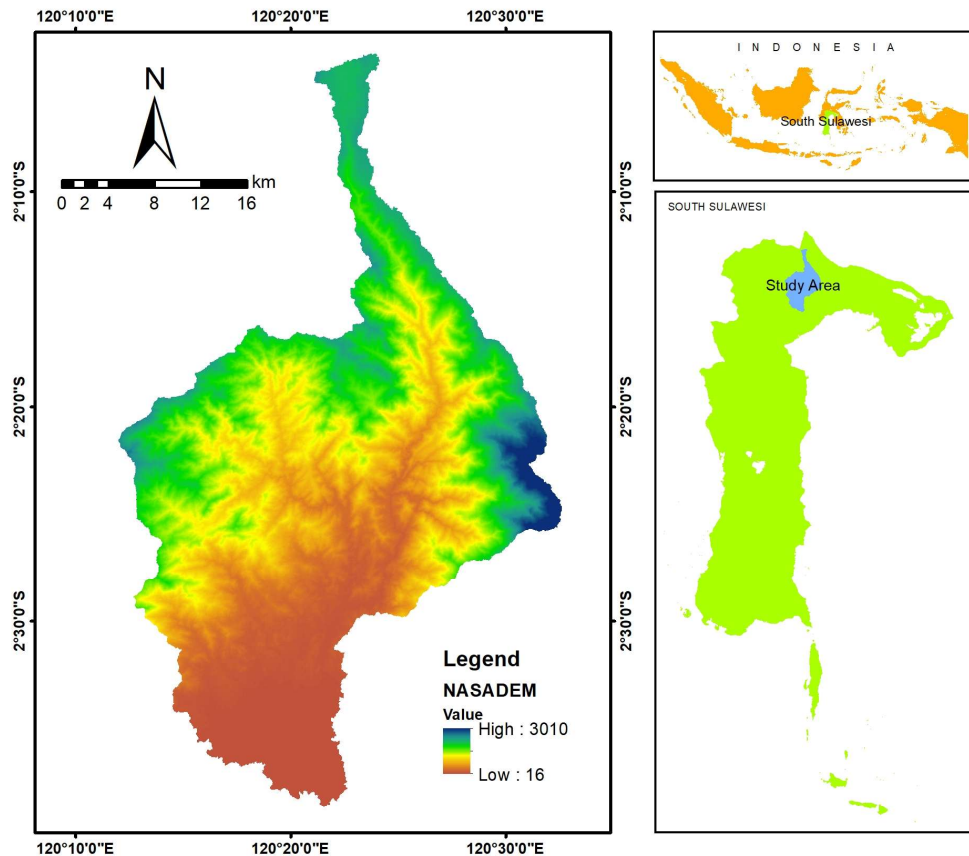 120°10'0"E 120°20'0"E 120°30'0"E
N
km
0 2 4 8 12 16
2°10'0"S
2°20'0"S
2°30'0"S
2°10'0"S
2°20'0"S
2°30'0"S
Legend
NASADEM
Value
High : 3010
Low : 16
120°10'0"E 120°20'0"E 120°30'0"E
I N D O N E S I A
South Sulawesi
SOUTH SULAWESI
Study Area